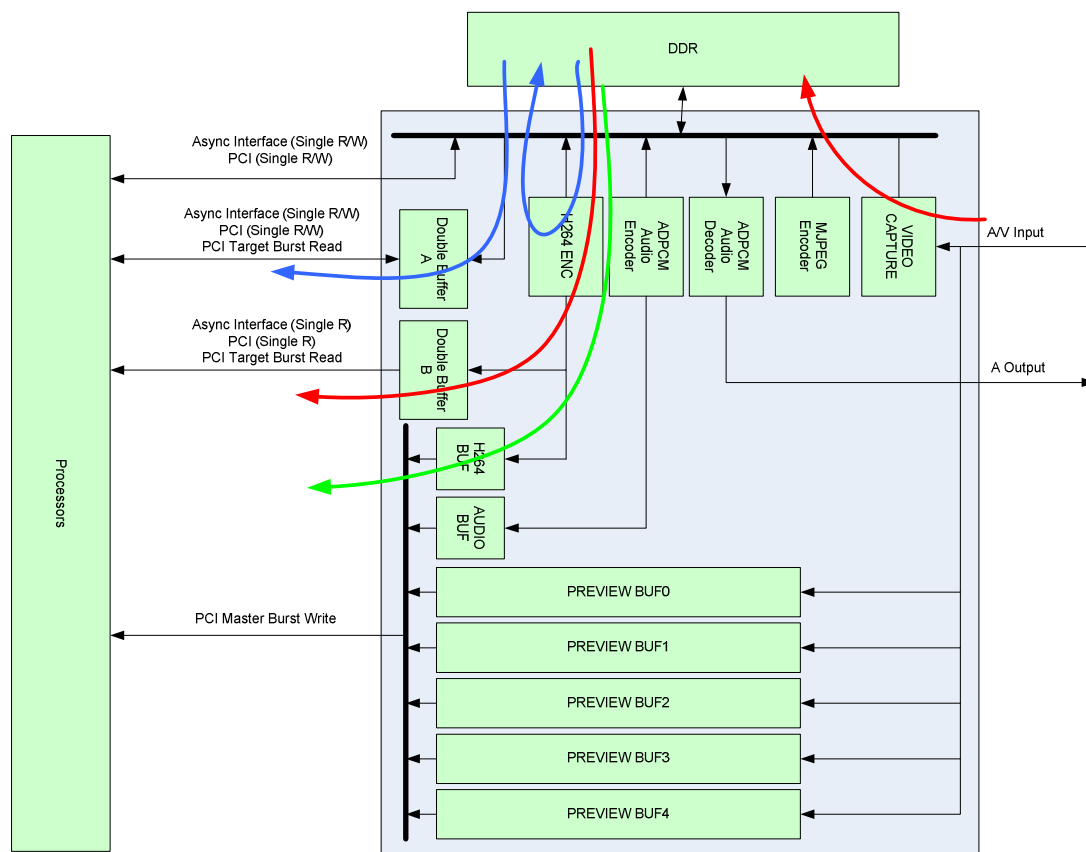 DDR
Async Interface (Single R/W)
PCI (Single R/W)
Async Interface (Single R/W)
PCI (Single R/W)
PCI Target Burst Read
Double Buffer
A
H264 ENC
ADPCM
Audio
Encoder
ADPCM
Audio
Decoder
MJPEG
Encoder
VIDEO
CAPTURE
A/V Input
Async Interface (Single R)
PCI (Single R)
PCI Target Burst Read
Double Buffer
B
A Output
H264
BUF
Processors
AUDIO
BUF
PREVIEW BUF0
PCI Master Burst Write
PREVIEW BUF1
PREVIEW BUF2
PREVIEW BUF3
PREVIEW BUF4